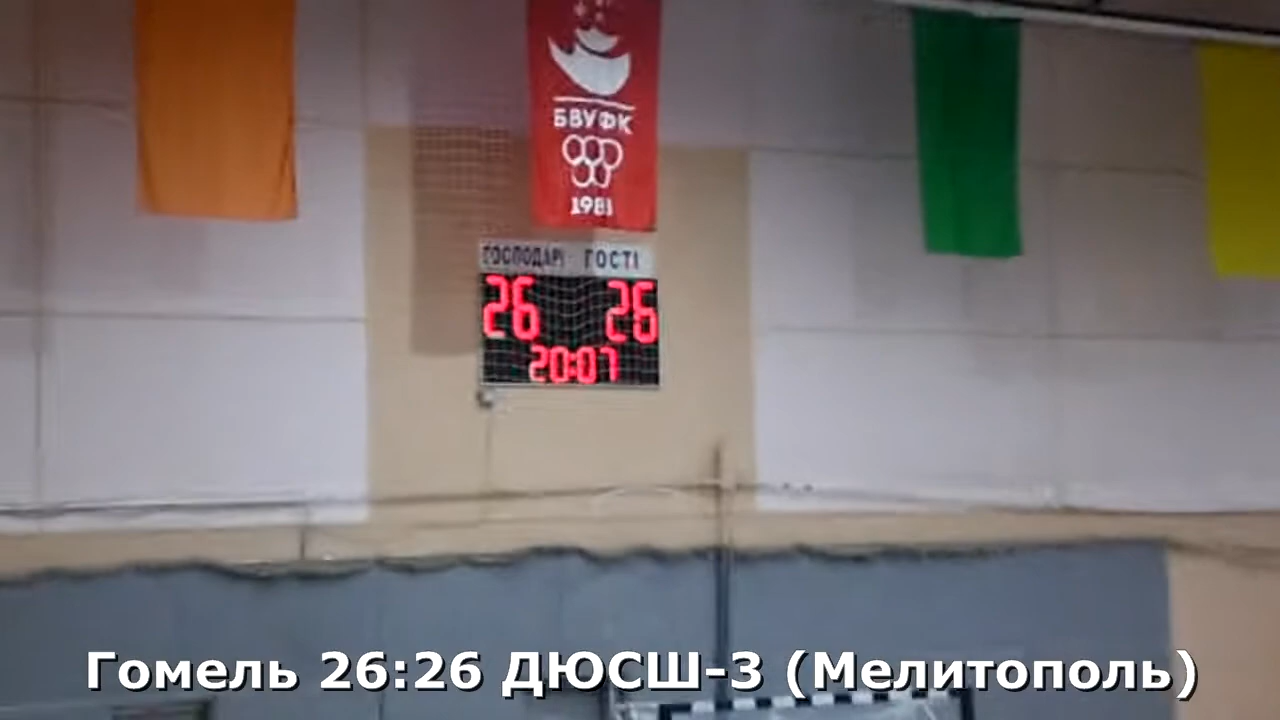 БВУФК
1981
ГОСПОДАРІ ГОСТІ
26 26
20:07
Гомель 26:26 ДЮСШ-3 (Мелитополь)